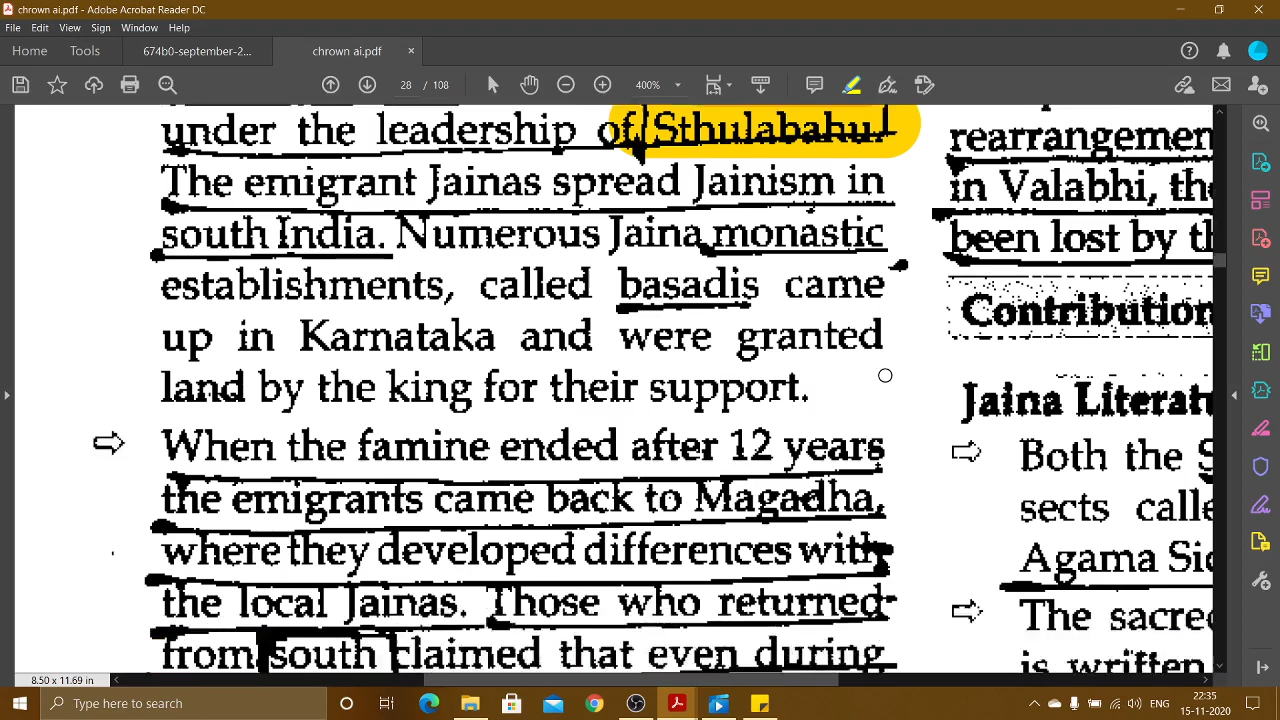 chrown ai.pdf - Adobe Acrobat Reader DC
File Edit View Sign Window Help
Home Tools 674b0-september-2... chrown ai.pdf ×
28 / 108 400%
under the leadership of Sthulabahu.
The emigrant Jainas spread Jainism in
south India. Numerous Jaina monastic
establishments, called basadis came
up in Karnataka and were granted
land by the king for their support.
⇨ When the famine ended after 12 years
the emigrants came back to Magadha,
where they developed differences with
the local Jainas. Those who returned
from south claimed that even during
rearrangemen
in Valabhi, the
been lost by th
Contribution
Jaina Literat
⇨ Both the S
sects calle
Agama Sid
⇨ The sacre
is written
8.50 x 11.69 in
Type here to search
22:35
15-11-2020